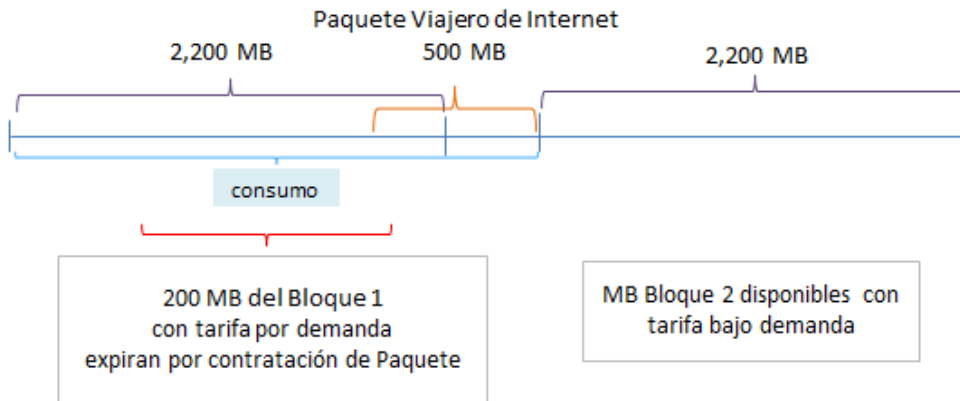 Paquete Viajero de Internet
2,200 MB
500 MB
2,200 MB
consumo
200 MB del Bloque 1
con tarifa por demanda
expiran por contratación de Paquete
MB Bloque 2 disponibles con
tarifa bajo demanda